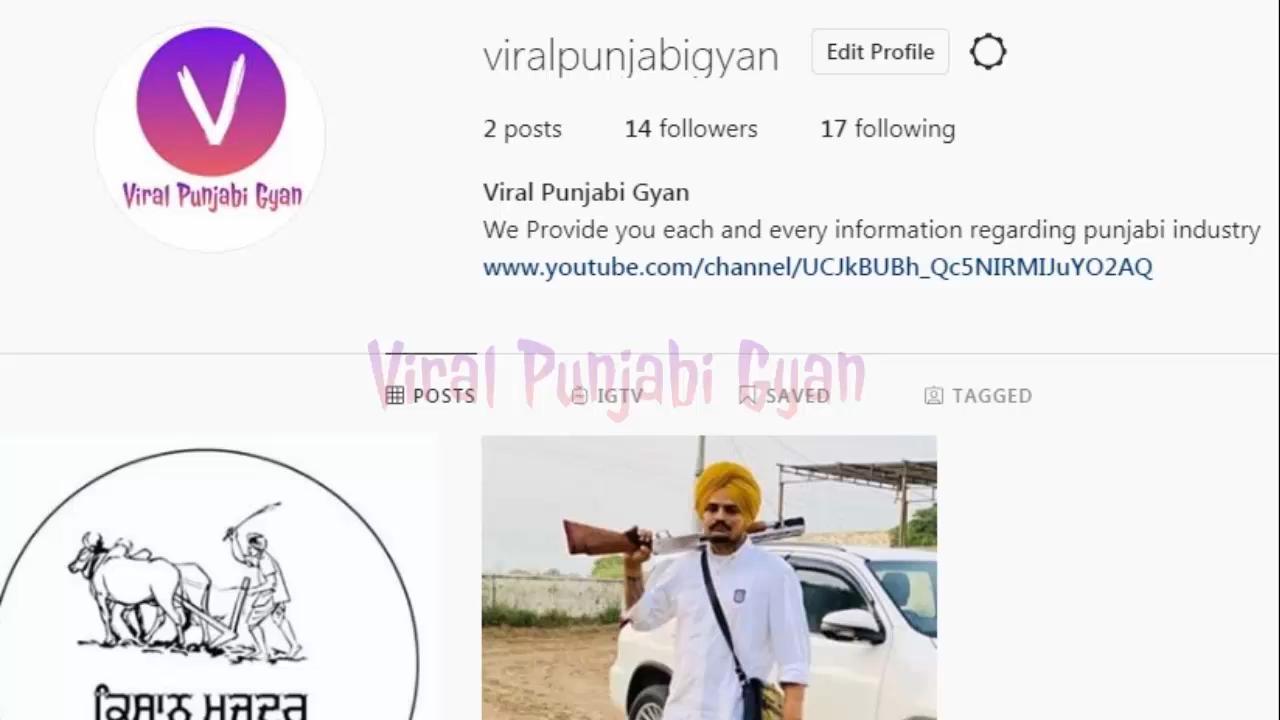 V
Viral Punjabi Gyan
viralpunjabigyan
Edit Profile
2 posts
14 followers
17 following
Viral Punjabi Gyan
We Provide you each and every information regarding punjabi industry
www.youtube.com/channel/UCJkBUBh_Qc5NIRMIJuYO2AQ
Viral Punjabi Gyan
POSTS
IGTV
SAVED
TAGGED
ਕਿਸਾਨ ਮਜ਼ਦੂਰ